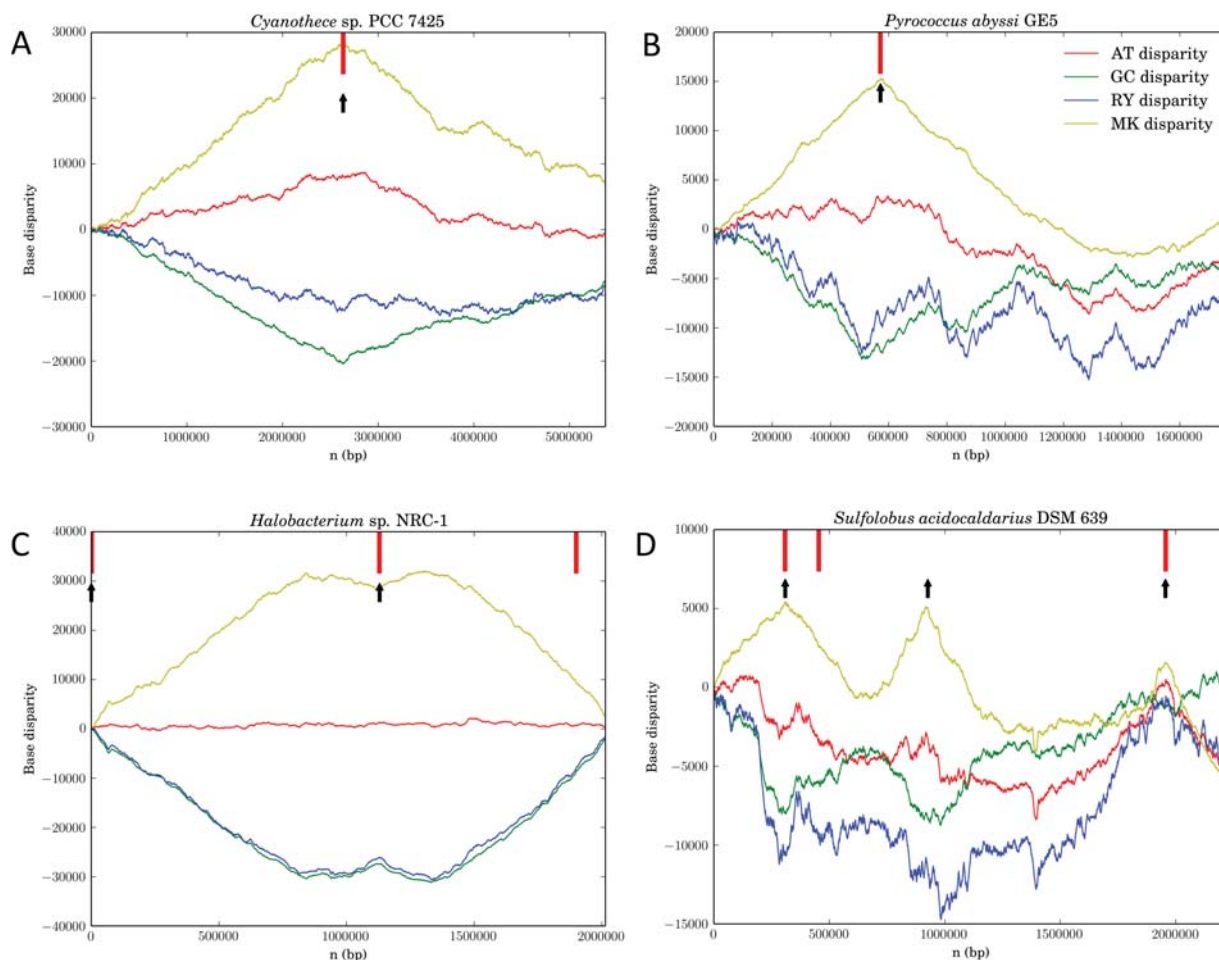 A
Cyanothece sp. PCC 7425
30000
20000
10000
0
−10000
−20000
−30000
Base disparity
0 1000000 2000000 3000000 4000000 5000000
n (bp)
B
Pyrococcus abyssi GE5
20000
15000
10000
5000
0
−5000
−10000
−15000
−20000
Base disparity
AT disparity
GC disparity
RY disparity
MK disparity
0 200000 400000 600000 800000 1000000 1200000 1400000 1600000
n (bp)
C
Halobacterium sp. NRC-1
40000
30000
20000
10000
0
−10000
−20000
−30000
−40000
Base disparity
0 500000 1000000 1500000 2000000
n (bp)
D
Sulfolobus acidocaldarius DSM 639
10000
5000
0
−5000
−10000
−15000
Base disparity
0 500000 1000000 1500000 2000000
n (bp)